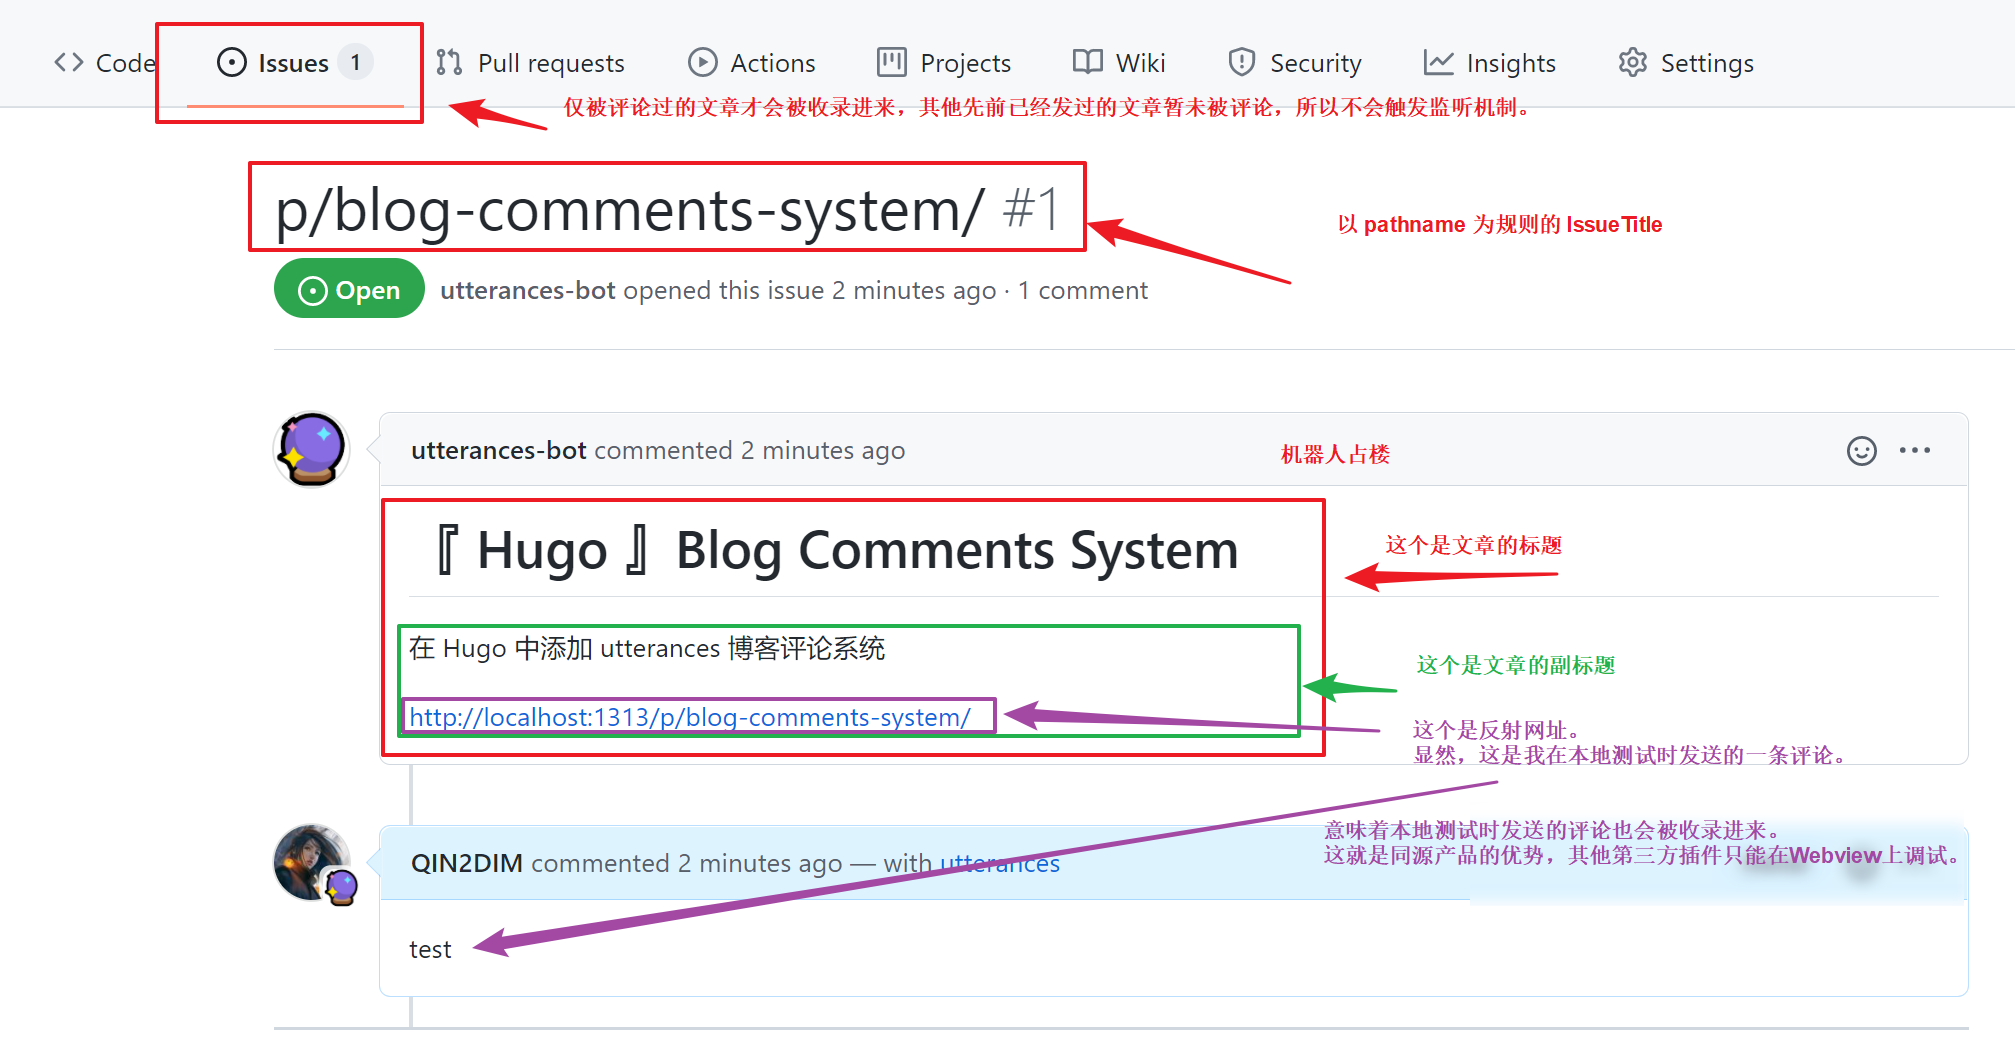 Code Issues 1 Pull requests Actions Projects Wiki Security Insights Settings
仅被评论过的文章才会被收录进来，其他先前已经发过的文章暂未被评论，所以不会触发监听机制。
p/blog-comments-system/ #1
以 pathname 为规则的 IssueTitle
Open utterances-bot opened this issue 2 minutes ago · 1 comment
utterances-bot commented 2 minutes ago
机器人占楼
『 Hugo 』Blog Comments System
这个是文章的标题
在 Hugo 中添加 utterances 博客评论系统
这个是文章的副标题
http://localhost:1313/p/blog-comments-system/
这个是反射网址。
显然，这是我在本地测试时发送的一条评论。
意味着本地测试时发送的评论也会被收录进来。
这就是同源产品的优势，其他第三方插件只能在Webview上调试。
QIN2DIM commented 2 minutes ago — with utterances
test